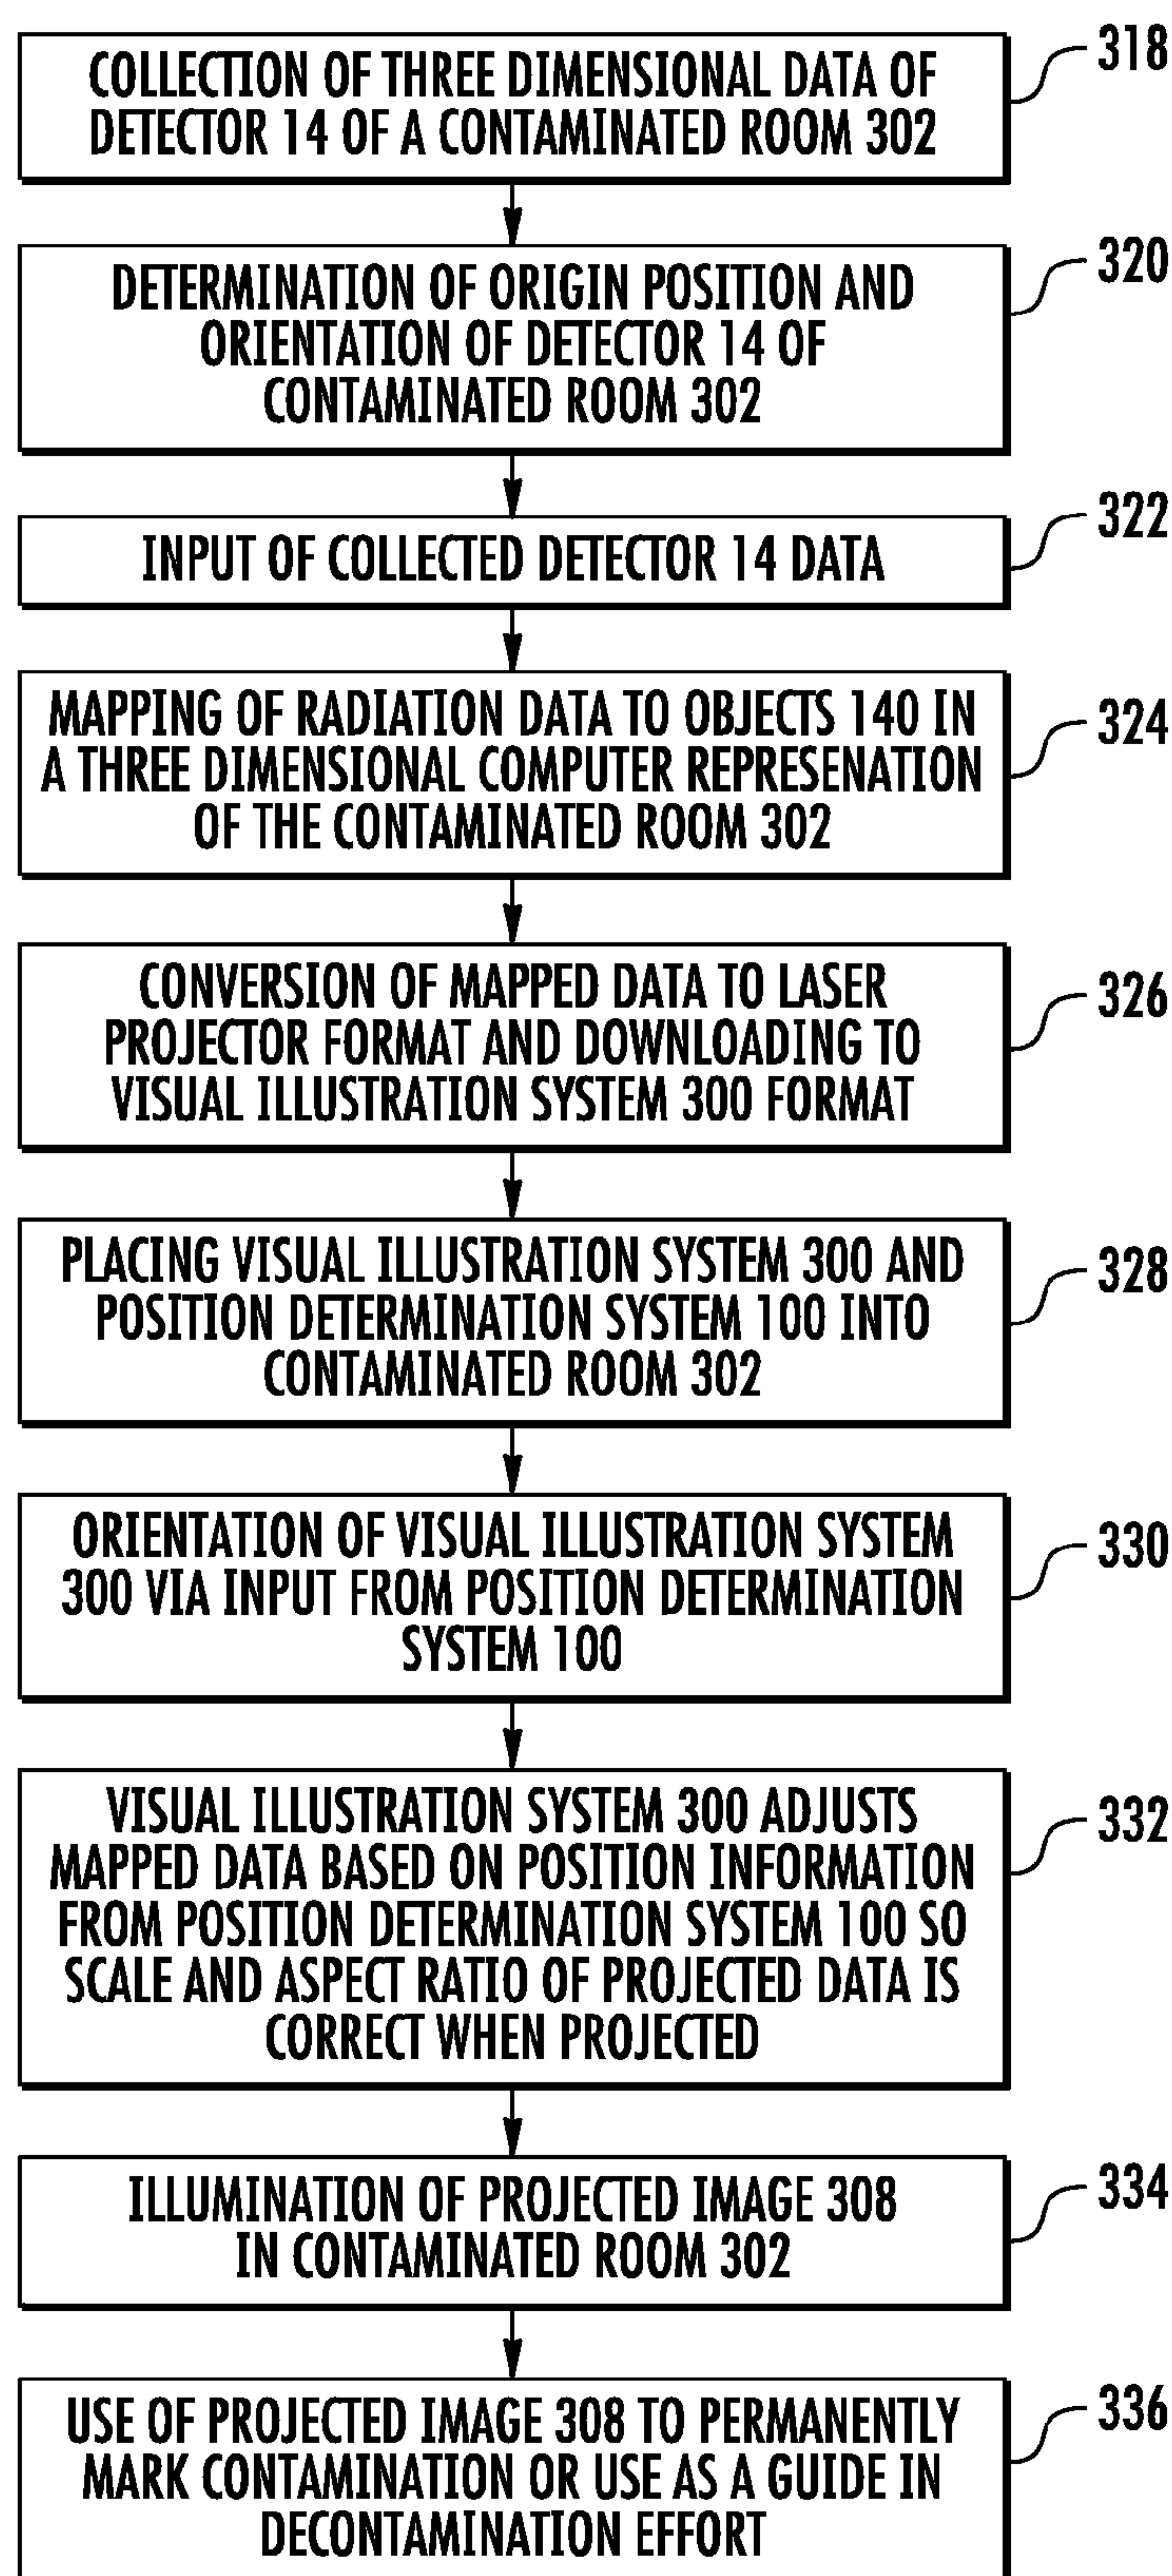 COLLECTION OF THREE DIMENSIONAL DATA OF
DETECTOR 14 OF A CONTAMINATED ROOM 302
318
DETERMINATION OF ORIGIN POSITION AND
ORIENTATION OF DETECTOR 14 OF
CONTAMINATED ROOM 302
320
INPUT OF COLLECTED DETECTOR 14 DATA
322
MAPPING OF RADIATION DATA TO OBJECTS 140 IN
A THREE DIMENSIONAL COMPUTER REPRESENATION
OF THE CONTAMINATED ROOM 302
324
CONVERSION OF MAPPED DATA TO LASER
PROJECTOR FORMAT AND DOWNLOADING TO
VISUAL ILLUSTRATION SYSTEM 300 FORMAT
326
PLACING VISUAL ILLUSTRATION SYSTEM 300 AND
POSITION DETERMINATION SYSTEM 100 INTO
CONTAMINATED ROOM 302
328
ORIENTATION OF VISUAL ILLUSTRATION SYSTEM
300 VIA INPUT FROM POSITION DETERMINATION
SYSTEM 100
330
VISUAL ILLUSTRATION SYSTEM 300 ADJUSTS
MAPPED DATA BASED ON POSITION INFORMATION
FROM POSITION DETERMINATION SYSTEM 100 SO
SCALE AND ASPECT RATIO OF PROJECTED DATA IS
CORRECT WHEN PROJECTED
332
ILLUMINATION OF PROJECTED IMAGE 308
IN CONTAMINATED ROOM 302
334
USE OF PROJECTED IMAGE 308 TO PERMANENTLY
MARK CONTAMINATION OR USE AS A GUIDE IN
DECONTAMINATION EFFORT
336